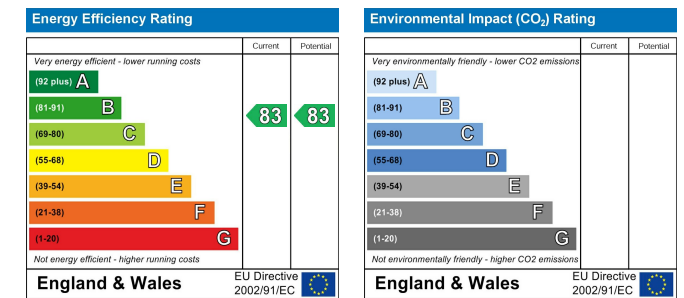 Energy Efficiency Rating
Current Potential
Very energy efficient - lower running costs
(92 plus) A
(81-91) B
83 83
(69-80) C
(55-68) D
(39-54) E
(21-38) F
(1-20) G
Not energy efficient - higher running costs
England & Wales
EU Directive
2002/91/EC
Environmental Impact (CO2) Rating
Current Potential
Very environmentally friendly - lower CO2 emissions
(92 plus) A
(81-91) B
(69-80) C
(55-68) D
(39-54) E
(21-38) F
(1-20) G
Not environmentally friendly - higher CO2 emissions
England & Wales
EU Directive
2002/91/EC